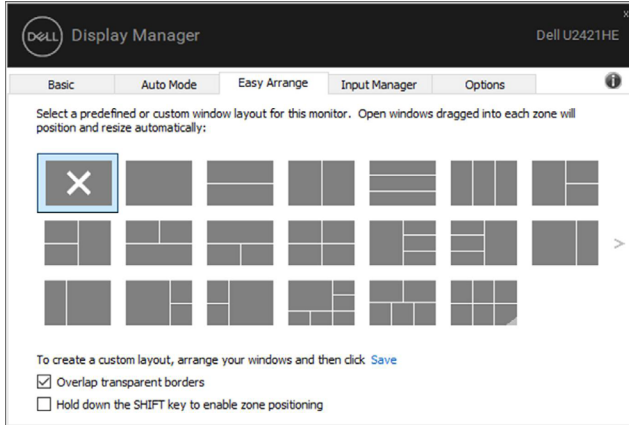 x
DELL Display Manager
Dell U2421HE
Basic
Auto Mode
Easy Arrange
Input Manager
Options
Select a predefined or custom window layout for this monitor. Open windows dragged into each zone will
position and resize automatically:
To create a custom layout, arrange your windows and then click Save
Overlap transparent borders
Hold down the SHIFT key to enable zone positioning